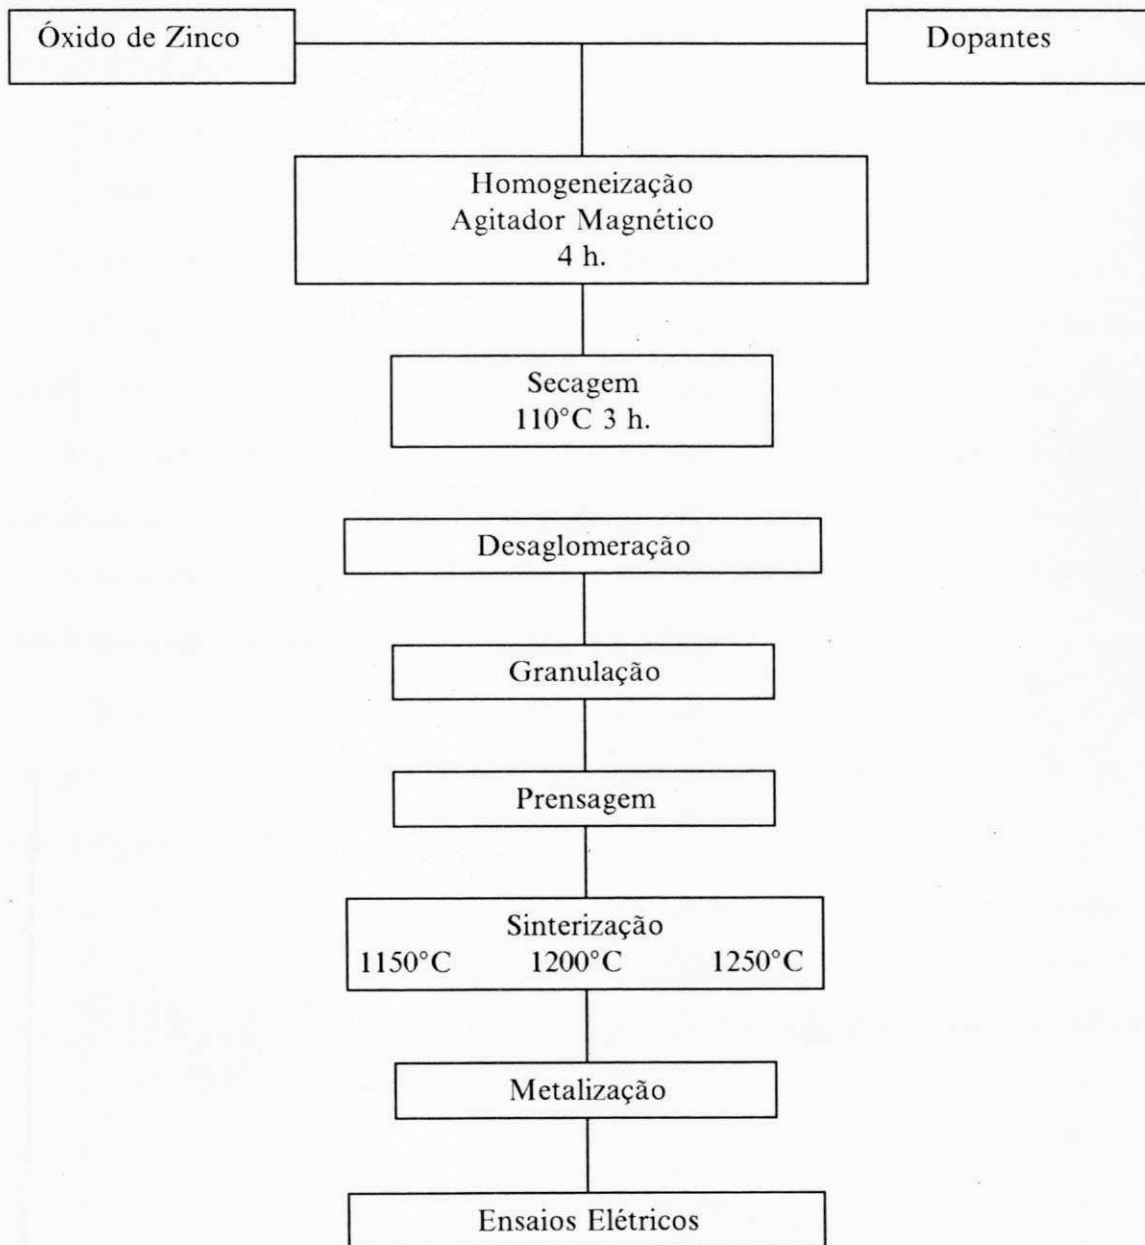 Óxido de Zinco
Dopantes
Homogeneização
Agitador Magnético
4 h.
Secagem
110°C 3 h.
Desaglomeração
Granulação
Prensagem
Sinterização
1150°C 1200°C 1250°C
Metalização
Ensaios Elétricos